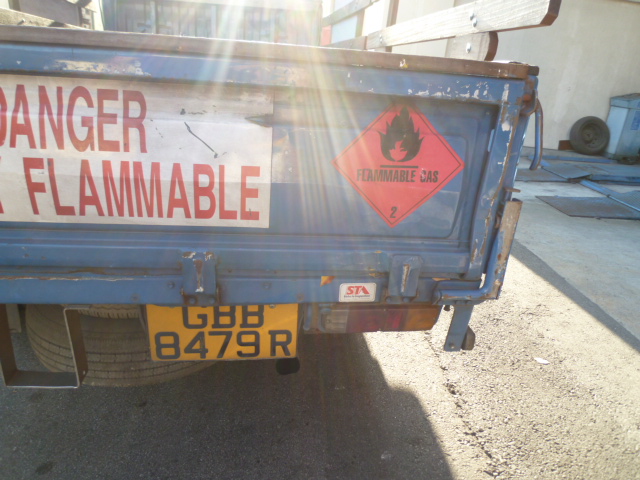 DANGER
FLAMMABLE
FLAMMABLE GAS
2
STA
GBB
8479R